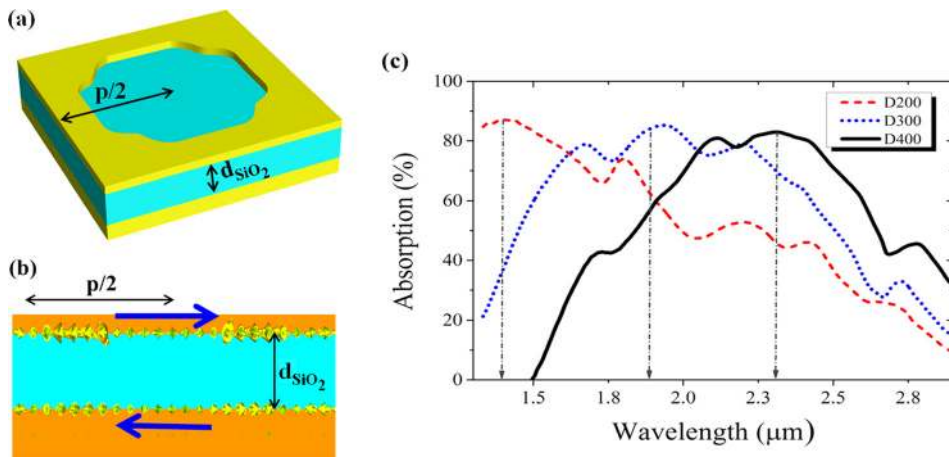 (a)
p/2
dSiO2
(b)
p/2
dSiO2
(c)
D200
D300
D400
Absorption (%)
100
80
60
40
20
0
1.5
1.8
2.0
2.3
2.5
2.8
Wavelength (μm)